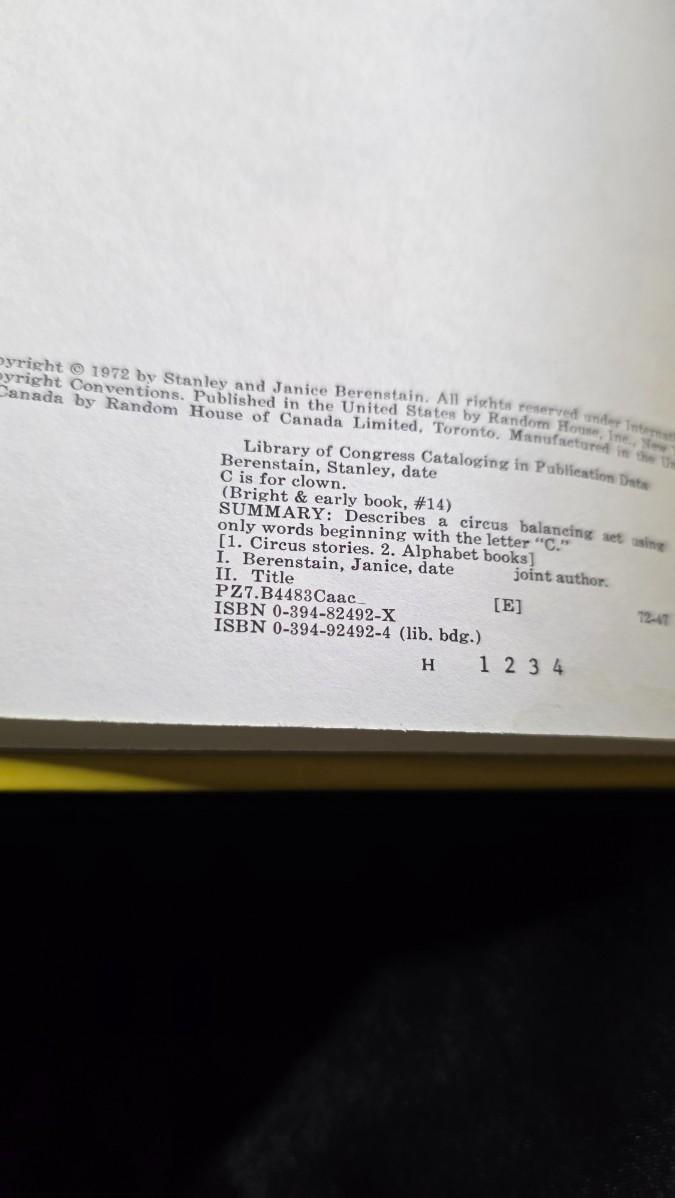 pyright © 1972 by Stanley and Janice Berenstain. All rights reserved under Internat
pyright Conventions. Published in the United States by Random House, Inc., New
Canada by Random House of Canada Limited, Toronto. Manufactured in the
Library of Congress Cataloging in Publication Data
Berenstain, Stanley, date
C is for clown.
(Bright & early book, #14)
SUMMARY: Describes a circus balancing act using
only words beginning with the letter "C."
[1. Circus stories. 2. Alphabet books]
I. Berenstain, Janice, date joint author.
II. Title
PZ7.B4483Caac [E] 72-47
ISBN 0-394-82492-X
ISBN 0-394-92492-4 (lib. bdg.)
H 1 2 3 4